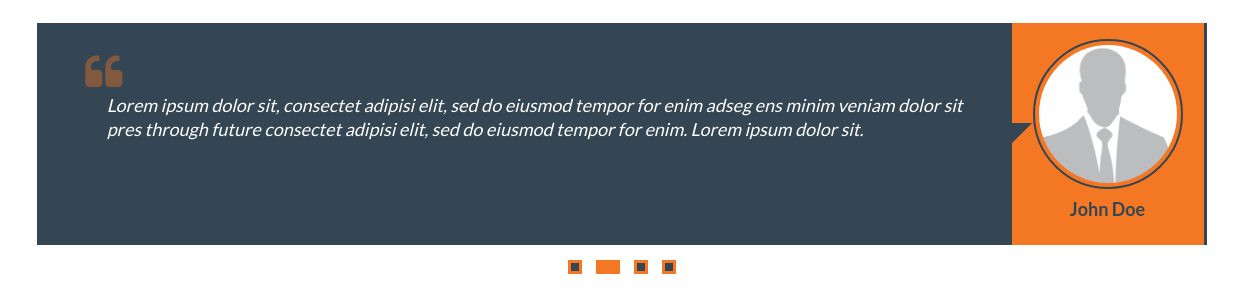 Lorem ipsum dolor sit, consectet adipisi elit, sed do eiusmod tempor for enim adseg ens minim veniam dolor sit
pres through future consectet adipisi elit, sed do eiusmod tempor for enim. Lorem ipsum dolor sit.
John Doe